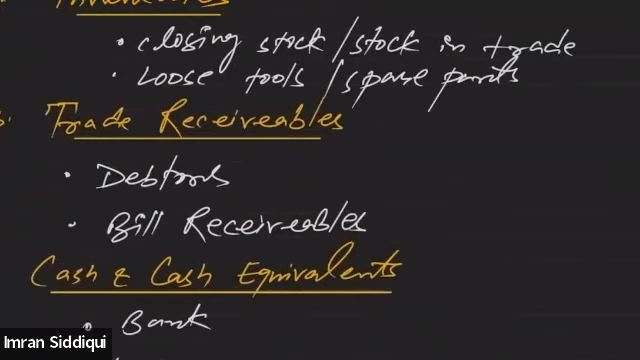 • closing stock/stock in trade
• Loose tools/spare parts
Trade Receiveables
• Debtors
• Bill Receiveables
Cash & Cash Equivalents
• Bank
Imran Siddiqui